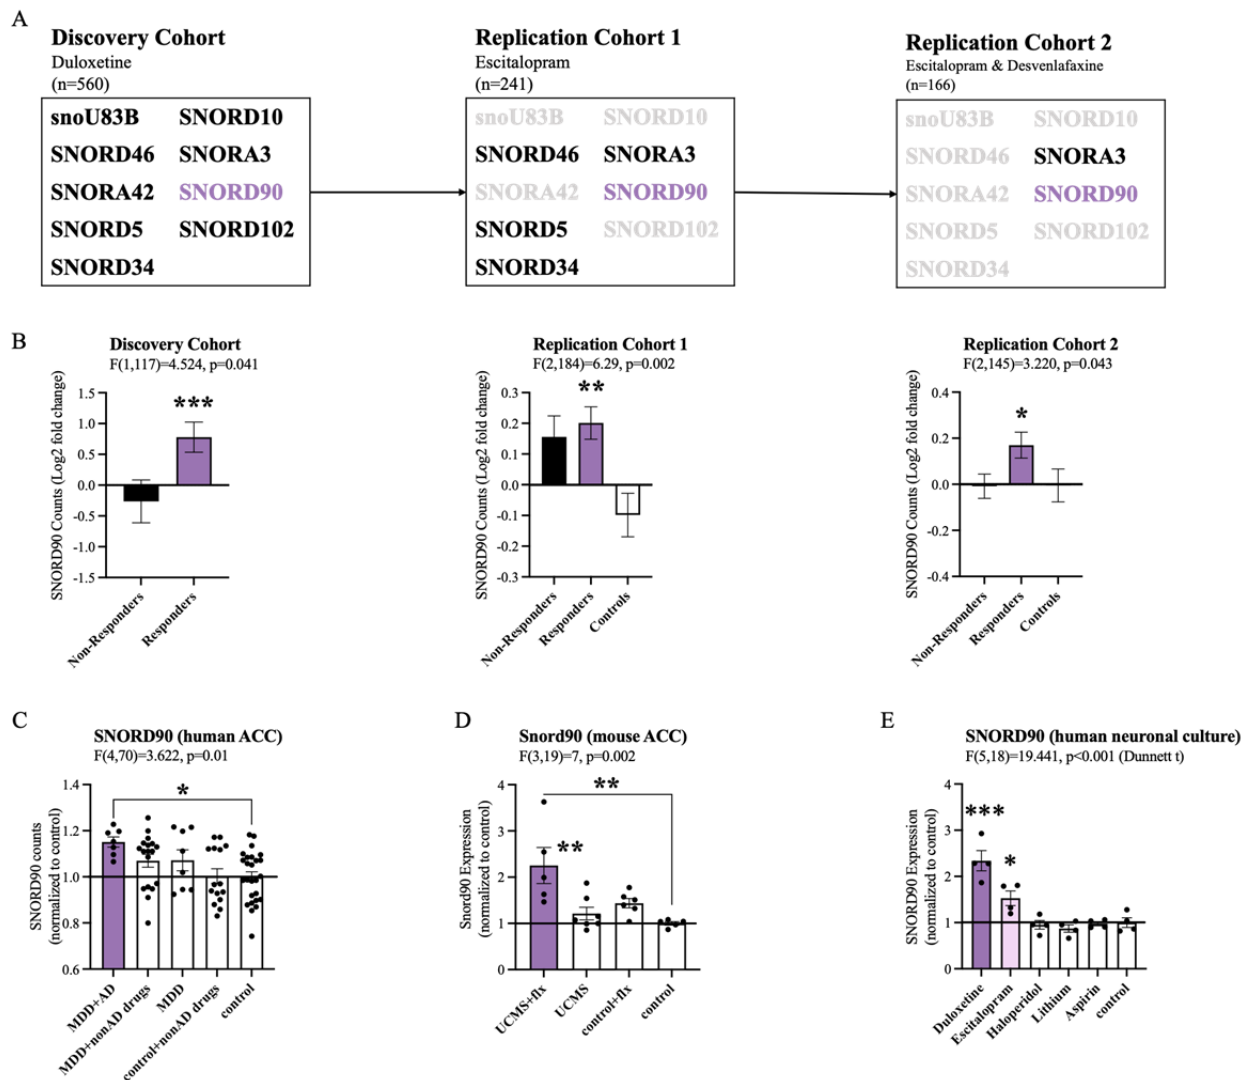 A
Discovery Cohort
Duloxetine
(n=560)
snoU83B SNORD10
SNORD46 SNORA3
SNORA42 SNORD90
SNORD5 SNORD102
SNORD34
Replication Cohort 1
Escitalopram
(n=241)
snoU83B SNORD10
SNORD46 SNORA3
SNORA42 SNORD90
SNORD5 SNORD102
SNORD34
Replication Cohort 2
Escitalopram & Desvenlafaxine
(n=166)
snoU83B SNORD10
SNORD46 SNORA3
SNORA42 SNORD90
SNORD5 SNORD102
SNORD34
B
Discovery Cohort
F(1,117)=4.524, p=0.041
SNORD90 Counts (Log2 fold change)
1.5
1.0
0.5
0.0
-0.5
-1.0
-1.5
***
Non-Responders
Responders
Replication Cohort 1
F(2,184)=6.29, p=0.002
SNORD90 Counts (Log2 fold change)
0.3
0.2
0.1
0.0
-0.1
-0.2
-0.3
**
Non-Responders
Responders
Controls
Replication Cohort 2
F(2,145)=3.220, p=0.043
SNORD90 Counts (Log2 fold change)
0.4
0.2
0.0
-0.2
-0.4
*
Non-Responders
Responders
Controls
C
SNORD90 (human ACC)
F(4,70)=3.622, p=0.01
SNORD90 counts
(normalized to control)
1.4
1.2
1.0
0.8
0.6
*
MDD+AD
MDD+nonAD drugs
MDD
control+nonAD drugs
control
D
Snord90 (mouse ACC)
F(3,19)=7, p=0.002
Snord90 Expression
(normalized to control)
4
3
2
1
0
**
**
UCMS+flx
UCMS
control+flx
control
E
SNORD90 (human neuronal culture)
F(5,18)=19.441, p<0.001 (Dunnett t)
SNORD90 Expression
(normalized to control)
4
3
2
1
0
***
*
Duloxetine
Escitalopram
Haloperidol
Lithium
Aspirin
control